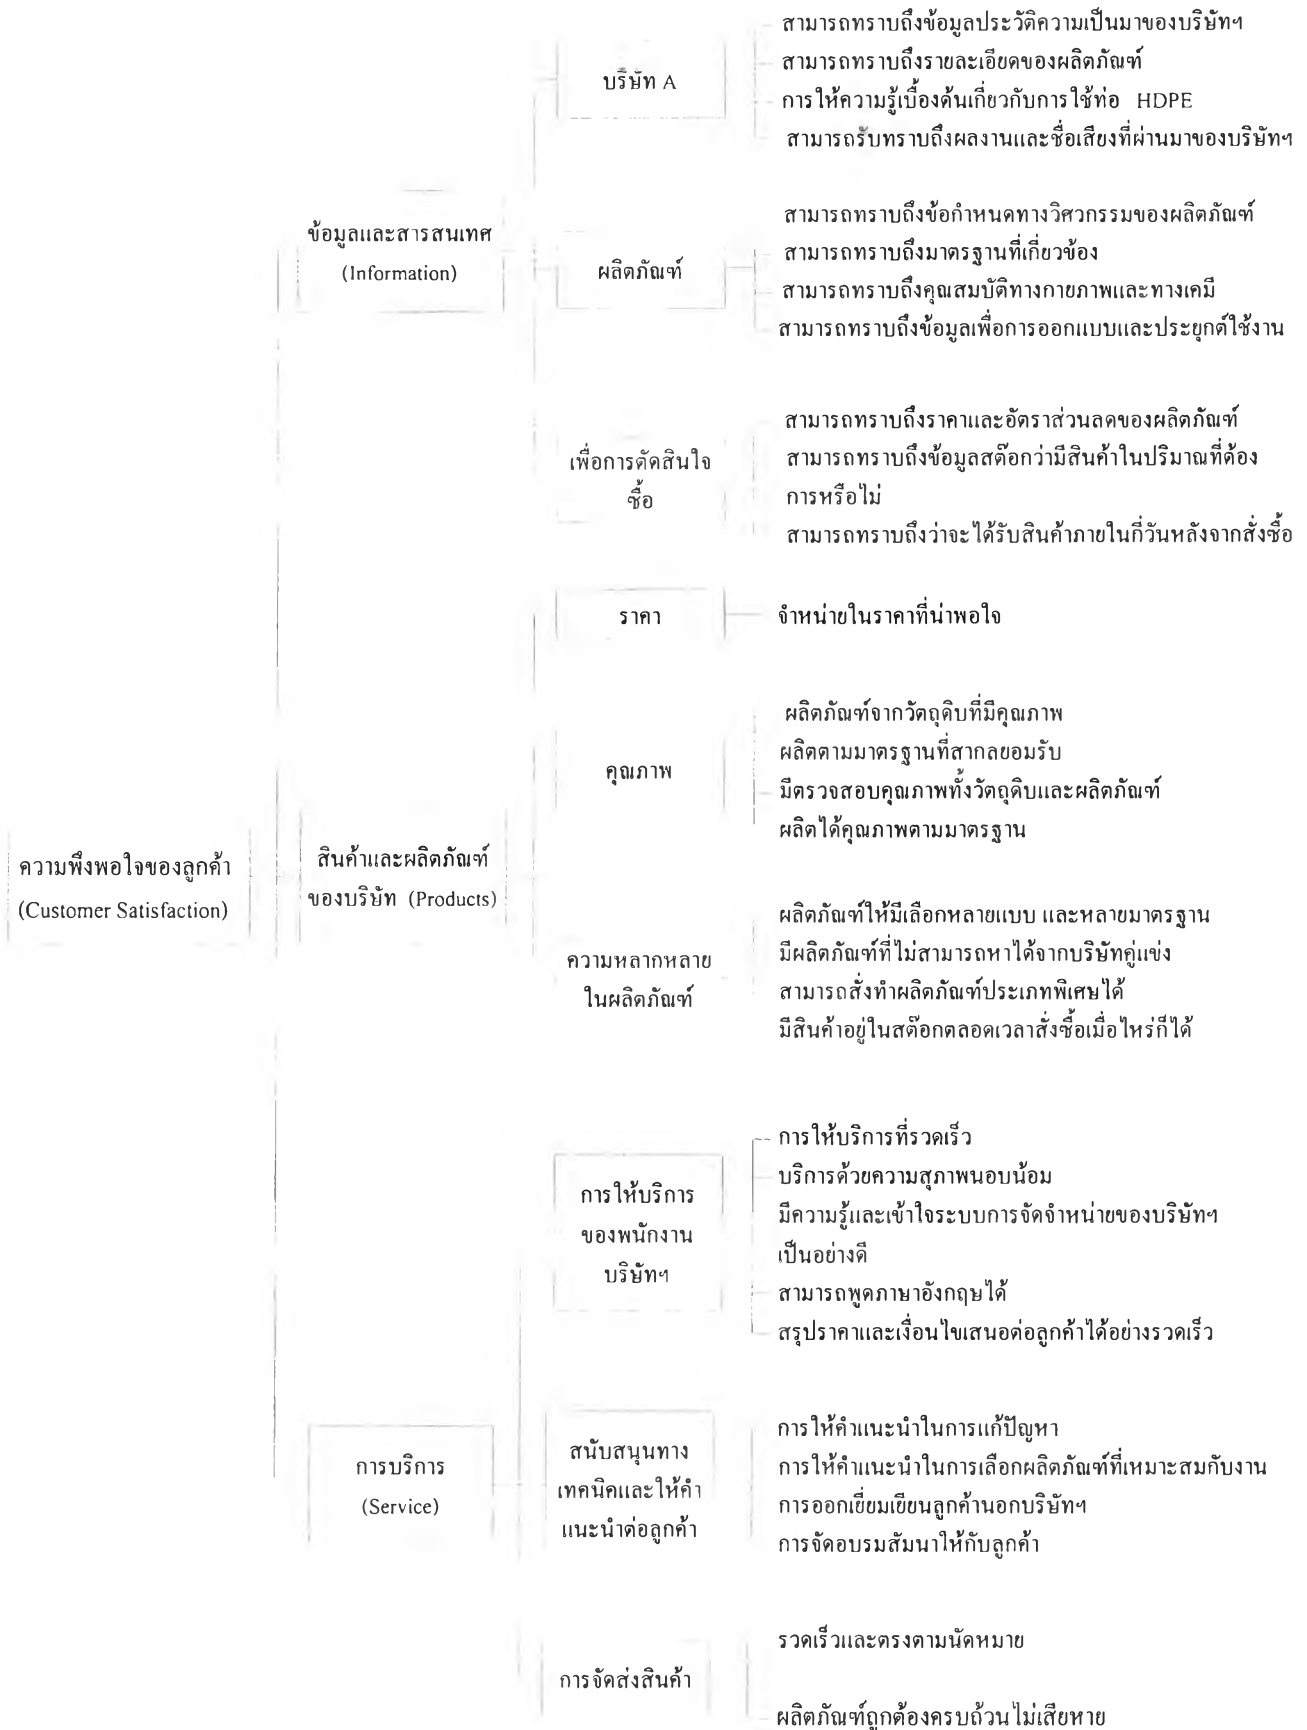 สามารถทราบถึงข้อมูลประวัติความเป็นมาของบริษัทฯ
สามารถทราบถึงรายละเอียดของผลิตภัณฑ์
บริษัท A
การให้ความรู้เบื้องต้นเกี่ยวกับการใช้ท่อ HDPE
สามารถรับทราบถึงผลงานและชื่อเสียงที่ผ่านมาของบริษัทฯ
ข้อมูลและสารสนเทศ
(Information)
สามารถทราบถึงข้อกำหนดทางวิศวกรรมของผลิตภัณฑ์
สามารถทราบถึงมาตรฐานที่เกี่ยวข้อง
ผลิตภัณฑ์
สามารถทราบถึงคุณสมบัติทางกายภาพและทางเคมี
สามารถทราบถึงข้อมูลเพื่อการออกแบบและประยุกต์ใช้งาน
เพื่อการตัดสินใจ
ซื้อ
สามารถทราบถึงราคาและอัตราส่วนลดของผลิตภัณฑ์
สามารถทราบถึงข้อมูลสต๊อกว่ามีสินค้าในปริมาณที่ต้อง
การหรือไม่
สามารถทราบถึงว่าจะได้รับสินค้าภายในกี่วันหลังจากสั่งซื้อ
ราคา
จำหน่ายในราคาที่น่าพอใจ
คุณภาพ
ผลิตภัณฑ์จากวัตถุดิบที่มีคุณภาพ
ผลิตตามมาตรฐานที่สากลยอมรับ
มีตรวจสอบคุณภาพทั้งวัตถุดิบและผลิตภัณฑ์
ผลิตได้คุณภาพตามมาตรฐาน
ความพึงพอใจของลูกค้า
(Customer Satisfaction)
สินค้าและผลิตภัณฑ์
ของบริษัท (Products)
ความหลากหลาย
ในผลิตภัณฑ์
ผลิตภัณฑ์ให้มีเลือกหลายแบบ และหลายมาตรฐาน
มีผลิตภัณฑ์ที่ไม่สามารถหาได้จากบริษัทคู่แข่ง
สามารถสั่งทำผลิตภัณฑ์ประเภทพิเศษได้
มีสินค้าอยู่ในสต๊อกตลอดเวลาสั่งซื้อเมื่อไหร่ก็ได้
การให้บริการ
ของพนักงาน
บริษัทฯ
การให้บริการที่รวดเร็ว
บริการด้วยความสุภาพนอบน้อม
มีความรู้และเข้าใจระบบการจัดจำหน่ายของบริษัทฯ
เป็นอย่างดี
สามารถพูดภาษาอังกฤษได้
สรุปราคาและเงื่อนไขเสนอต่อลูกค้าได้อย่างรวดเร็ว
การบริการ
(Service)
สนับสนุนทาง
เทคนิคและให้คำ
แนะนำต่อลูกค้า
การให้คำแนะนำในการแก้ปัญหา
การให้คำแนะนำในการเลือกผลิตภัณฑ์ที่เหมาะสมกับงาน
การออกเยี่ยมเยียนลูกค้านอกบริษัทฯ
การจัดอบรมสัมนาให้กับลูกค้า
การจัดส่งสินค้า
รวดเร็วและตรงตามนัดหมาย
ผลิตภัณฑ์ถูกต้องครบถ้วนไม่เสียหาย